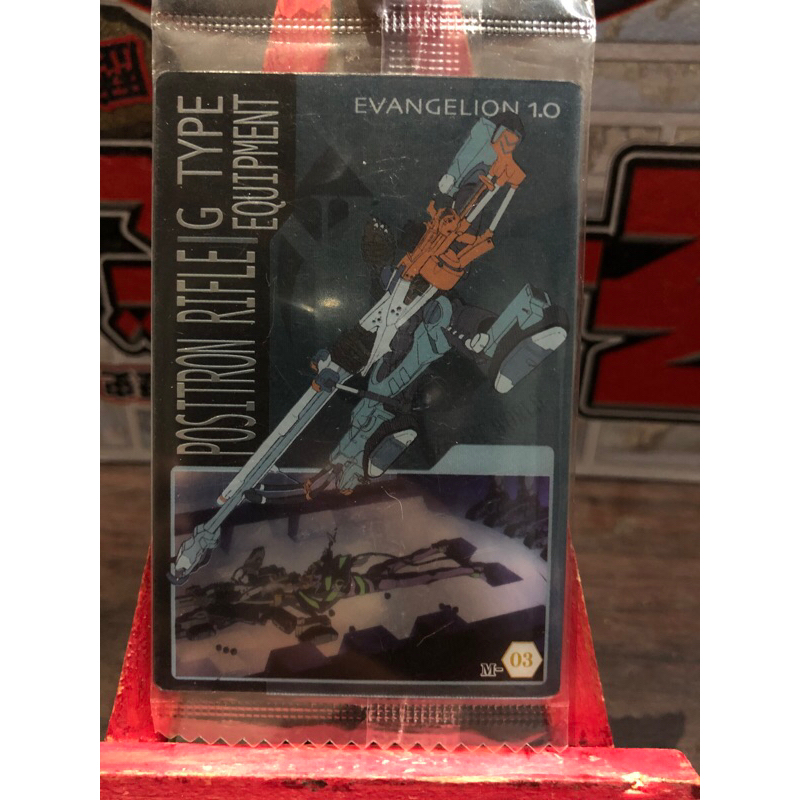 EVANGELION 1.0
POSITRON RIFLE G TYPE
EQUIPMENT
M-03